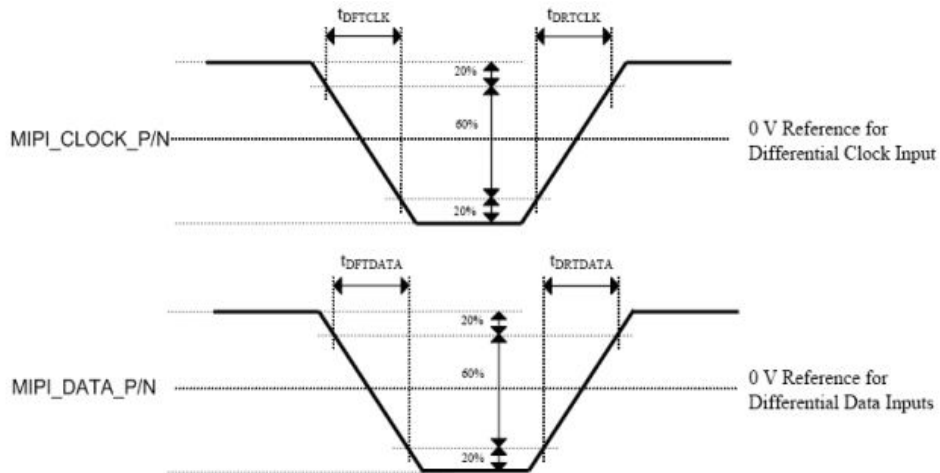 tDFTCLK
tDRTCLK
20%
60%
20%
MIPI_CLOCK_P/N
0 V Reference for
Differential Clock Input
tDFTDATA
tDRTDATA
20%
60%
20%
MIPI_DATA_P/N
0 V Reference for
Differential Data Inputs